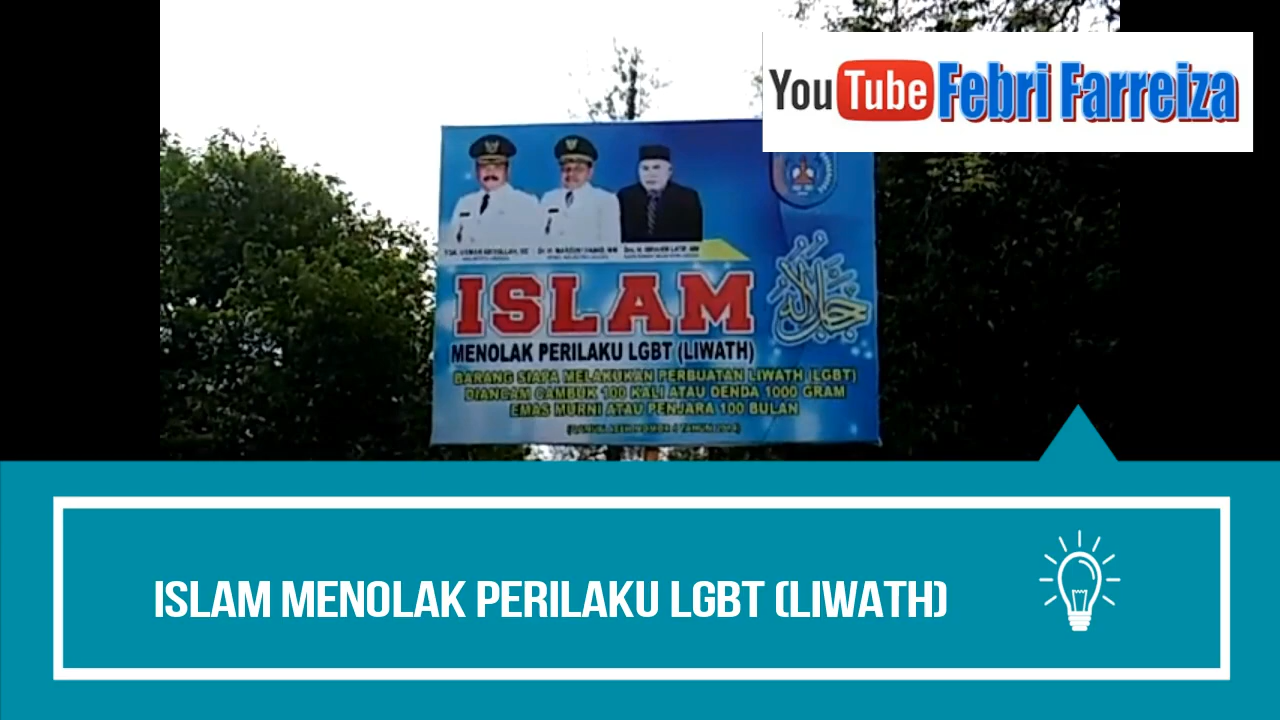 YouTube Febri Farreiza
ISLAM
MENOLAK PERILAKU LGBT (LIWATH)
BARANG SIAPA MELAKUKAN PERBUATAN LIWATH (LGBT)
DIANCAM CAMBUK 100 KALI ATAU DENDA 1000 GRAM
EMAS MURNI ATAU PENJARA 100 BULAN
ISLAM MENOLAK PERILAKU LGBT (LIWATH)